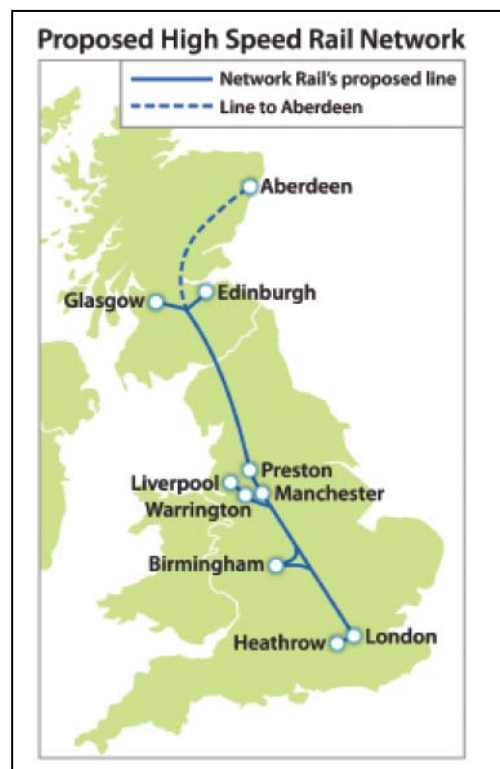 Proposed High Speed Rail Network
Network Rail's proposed line
Line to Aberdeen
Aberdeen
Edinburgh
Glasgow
Preston
Liverpool
Manchester
Warrington
Birmingham
London
Heathrow